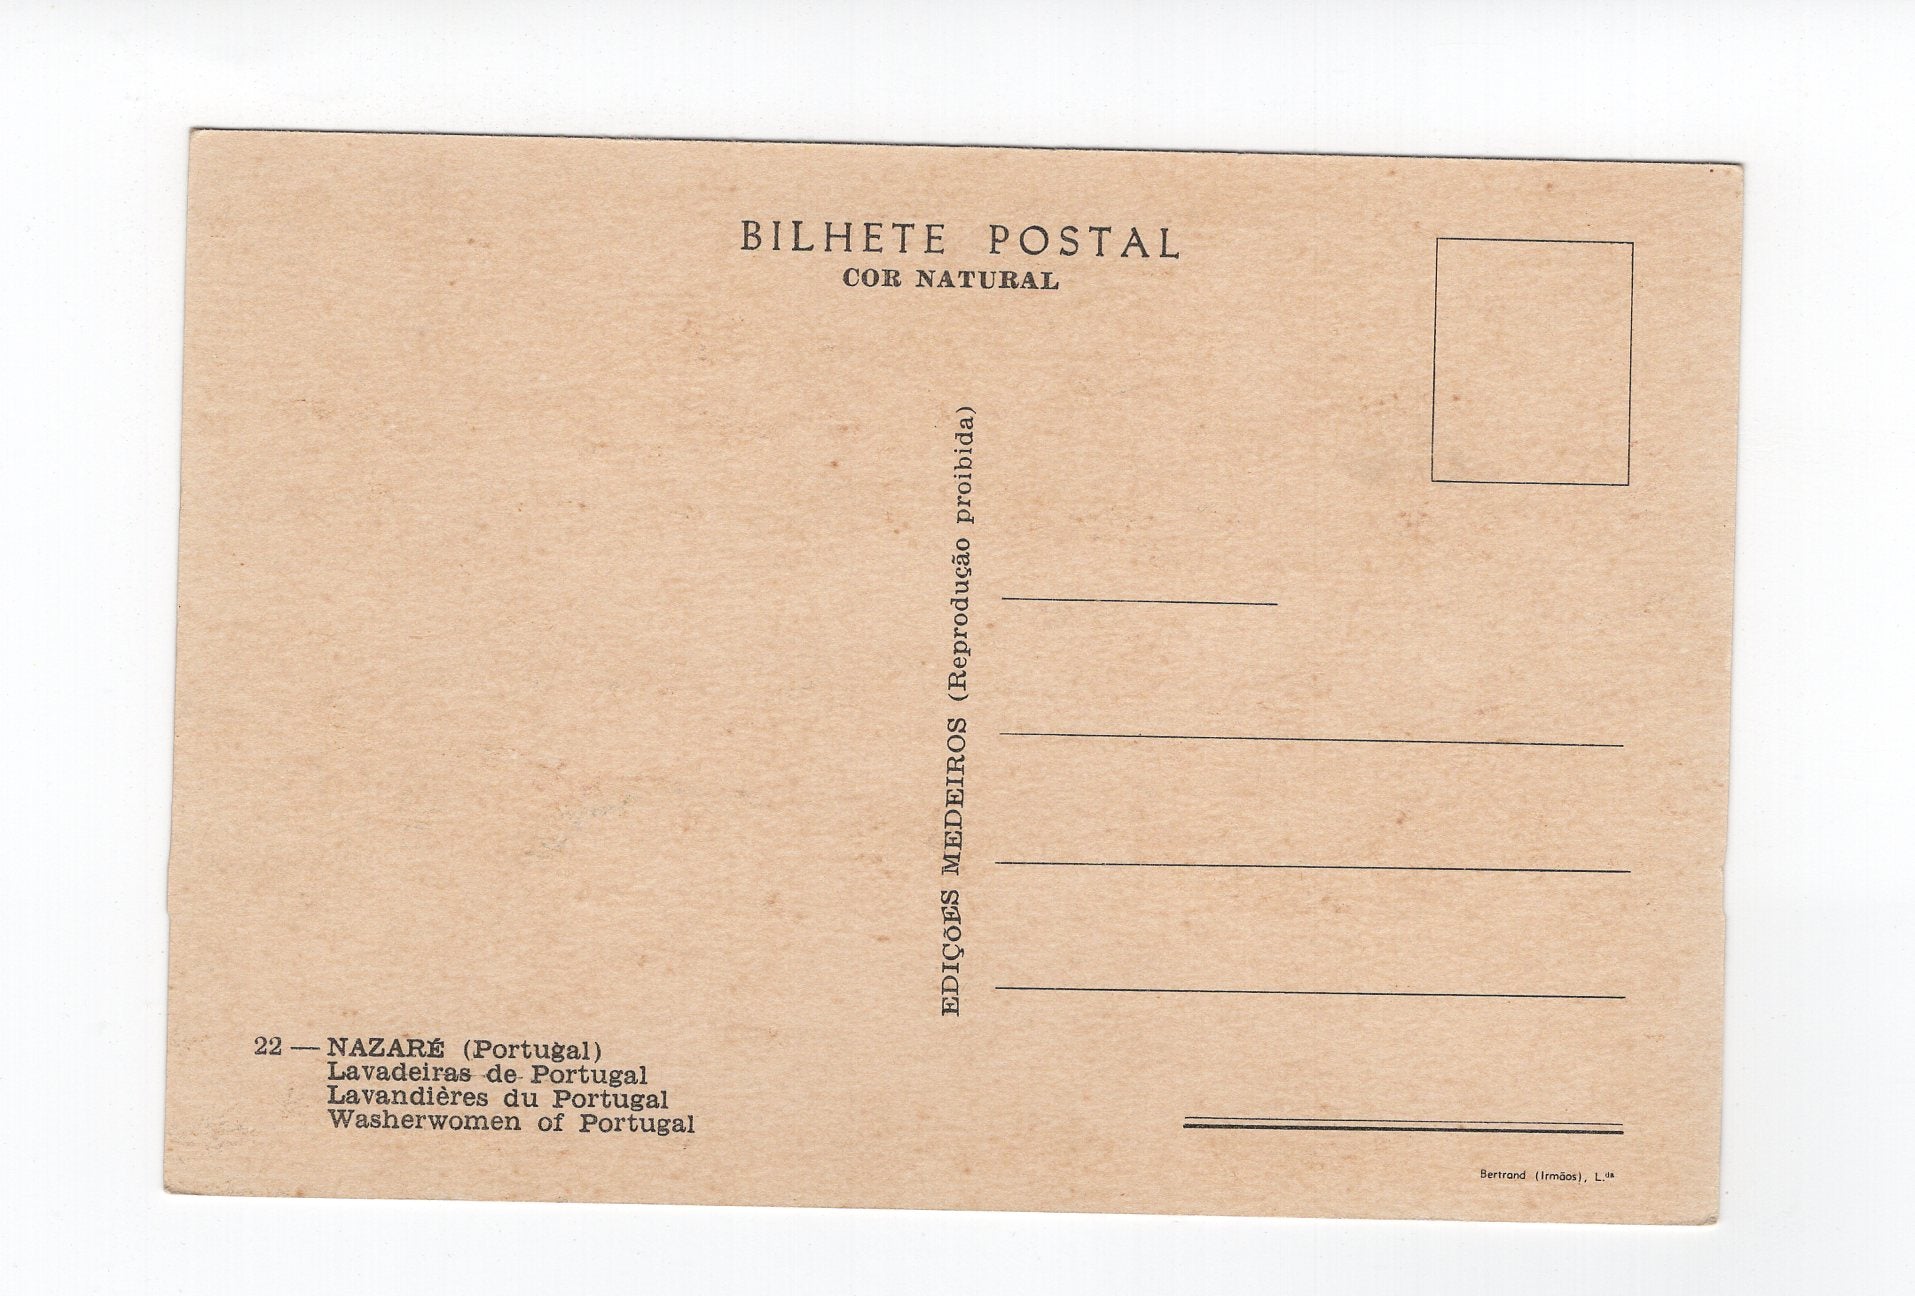 BILHETE POSTAL
COR NATURAL
EDIÇÕES MEDEIROS (Reprodução proibida)
22 — NAZARÉ (Portugal)
Lavadeiras de Portugal
Lavandières du Portugal
Washerwomen of Portugal
Bertrand (Irmãos), L.da